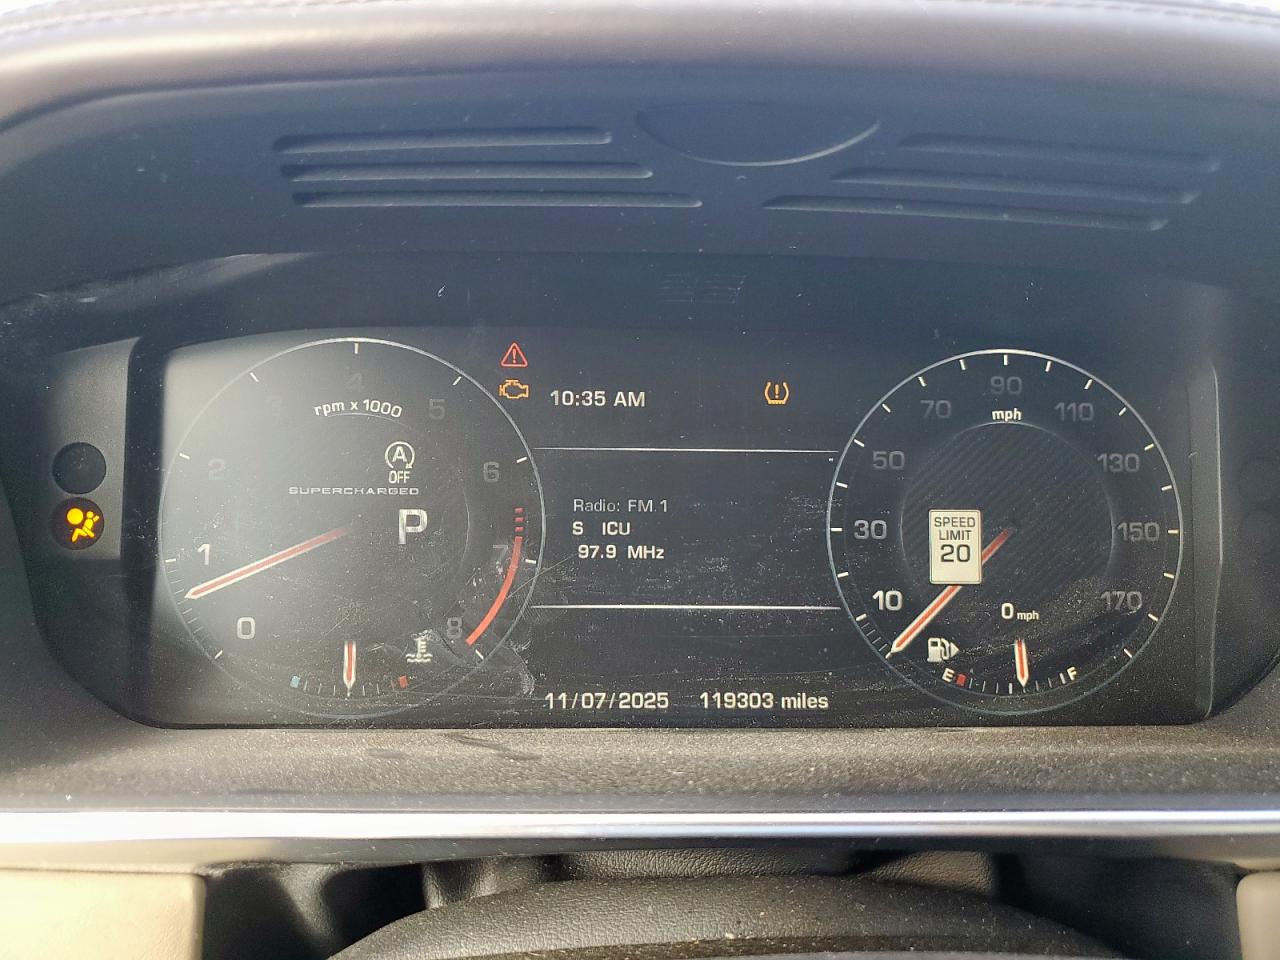 4
3
5
rpm x 1000
2
A
OFF
6
SUPERCHARGED
P
1
7
0
8
10:35 AM
Radio: FM.1
S ICU
97.9 MHz
11/07/2025 119303 miles
90
70
110
mph
50
130
SPEED
LIMIT
20
30
150
10
170
0 mph
E
F